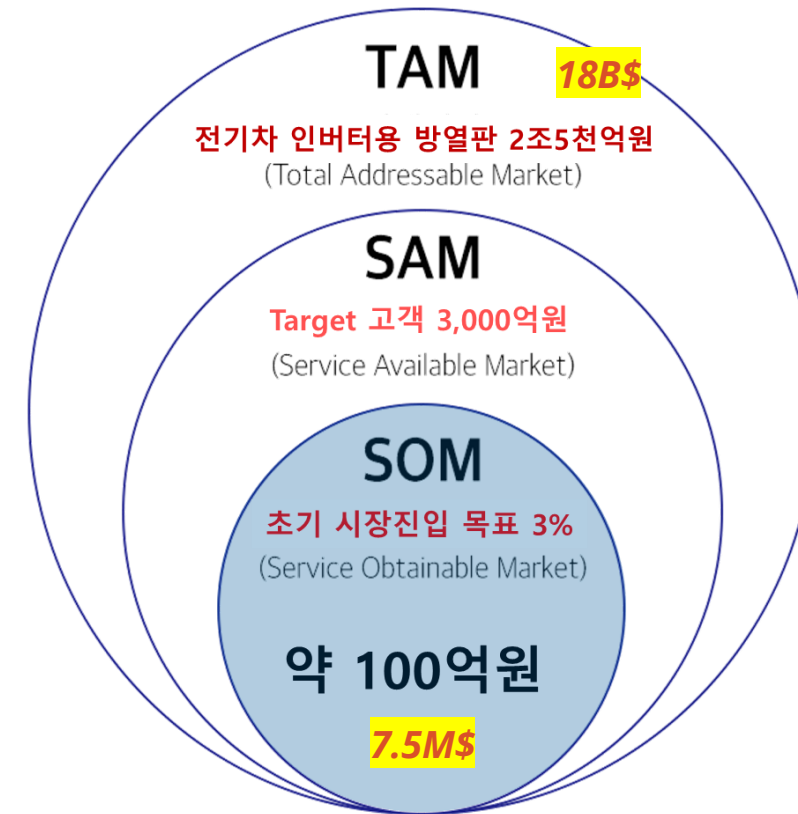 TAM
18B$
전기차 인버터용 방열판 2조5천억원
(Total Addressable Market)
SAM
Target 고객 3,000억원
(Service Available Market)
SOM
초기 시장진입 목표 3%
(Service Obtainable Market)
약 100억원
7.5M$